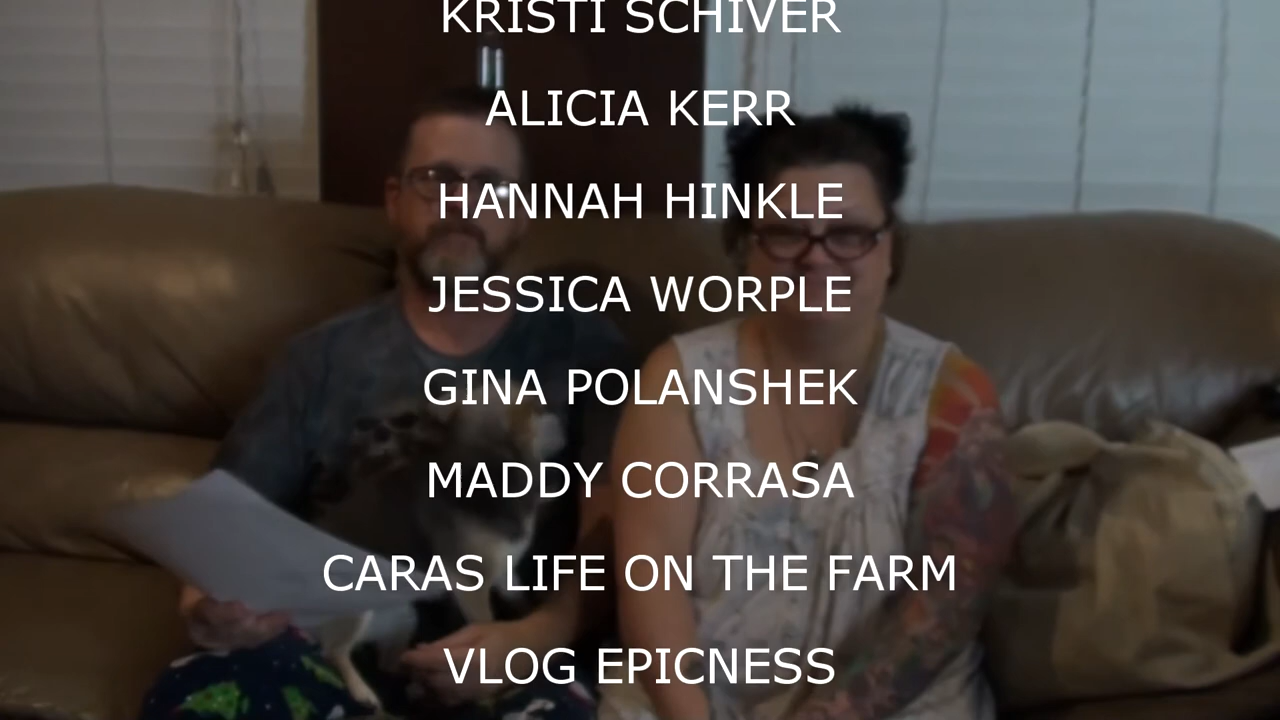 KRISTI SCHIVER
ALICIA KERR
HANNAH HINKLE
JESSICA WORPLE
GINA POLANSHEK
MADDY CORRASA
CARAS LIFE ON THE FARM
VLOG EPICNESS